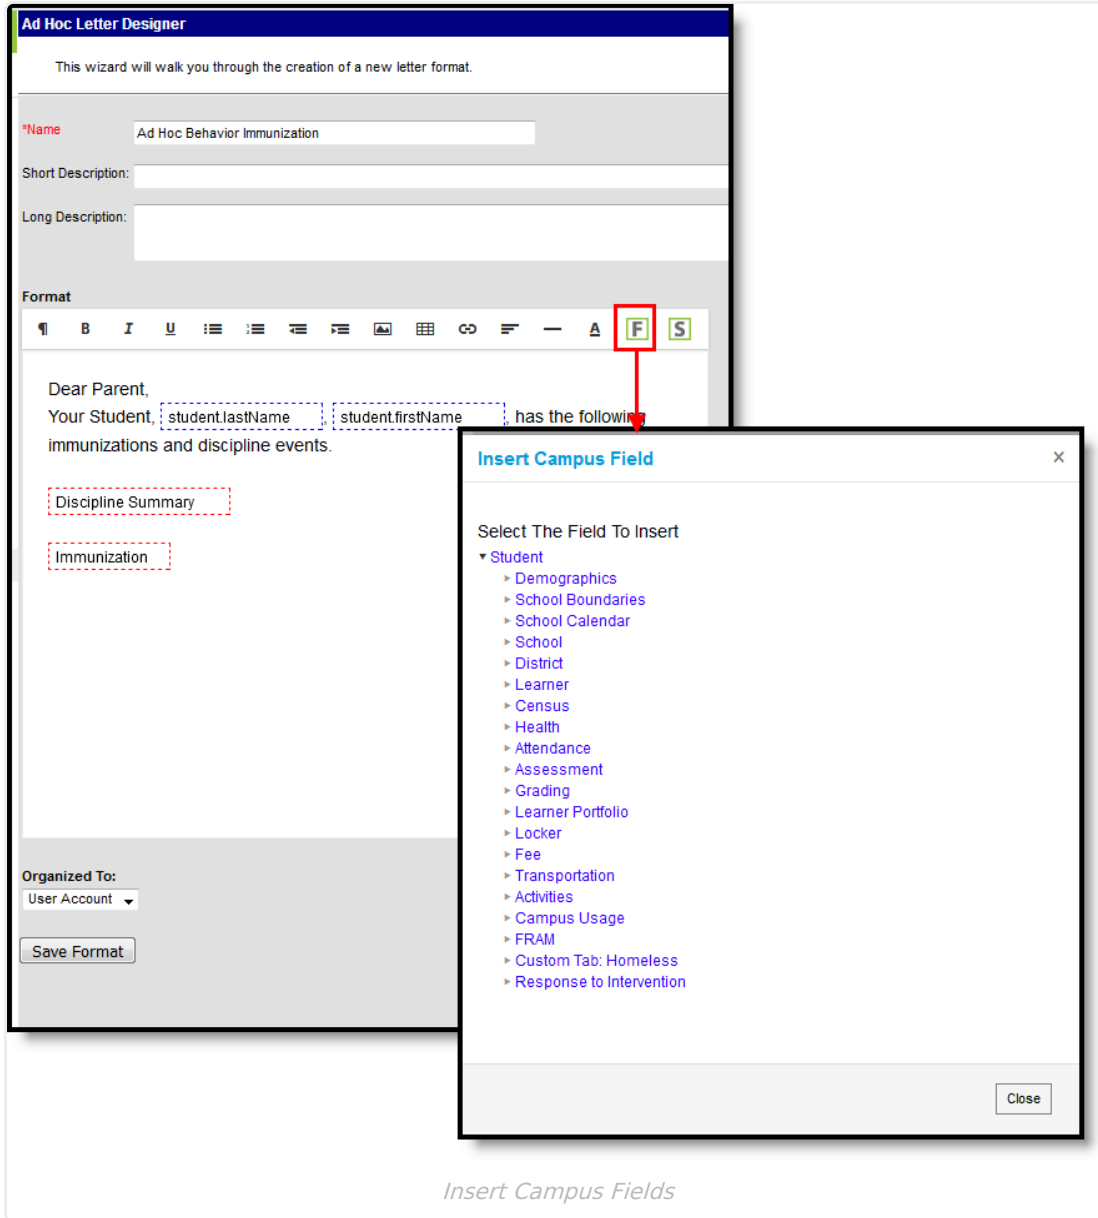 Ad Hoc Letter Designer
This wizard will walk you through the creation of a new letter format.
*Name
Ad Hoc Behavior Immunization
Short Description:
Long Description:
Format
¶ B I U A F S
Dear Parent,
Your Student, student.lastName , student.firstName , has the following
immunizations and discipline events.
Discipline Summary
Immunization
Organized To:
User Account
Save Format
Insert Campus Field ×
Select The Field To Insert
Student
Demographics
School Boundaries
School Calendar
School
District
Learner
Census
Health
Attendance
Assessment
Grading
Learner Portfolio
Locker
Fee
Transportation
Activities
Campus Usage
FRAM
Custom Tab: Homeless
Response to Intervention
Close
Insert Campus Fields